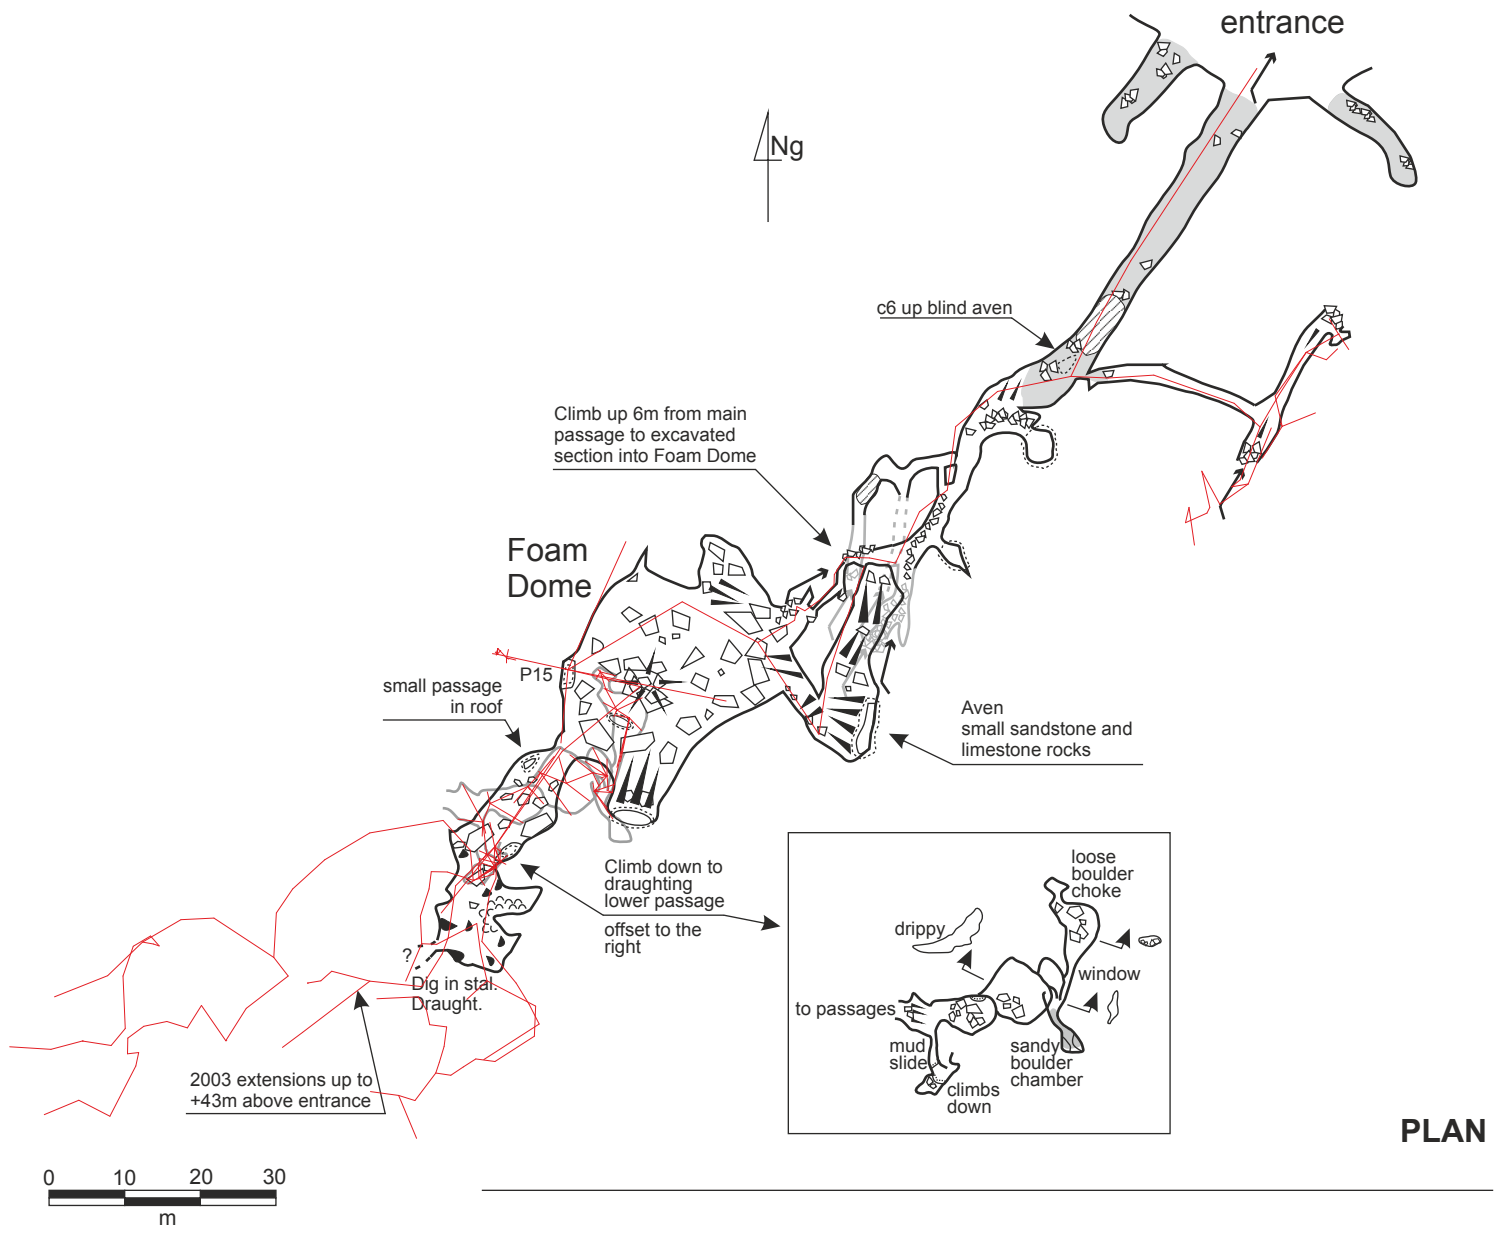 entrance
Ng
c6 up blind aven
Climb up 6m from main
passage to excavated
section into Foam Dome
Foam
Dome
P15
small passage
in roof
Aven
small sandstone and
limestone rocks
Climb down to
draughting
lower passage
offset to the
right
?
Dig in stal.
Draught.
2003 extensions up to
+43m above entrance
loose
boulder
choke
drippy
window
to passages
mud
slide
sandy
boulder
chamber
climbs
down
PLAN
0 10 20 30
m